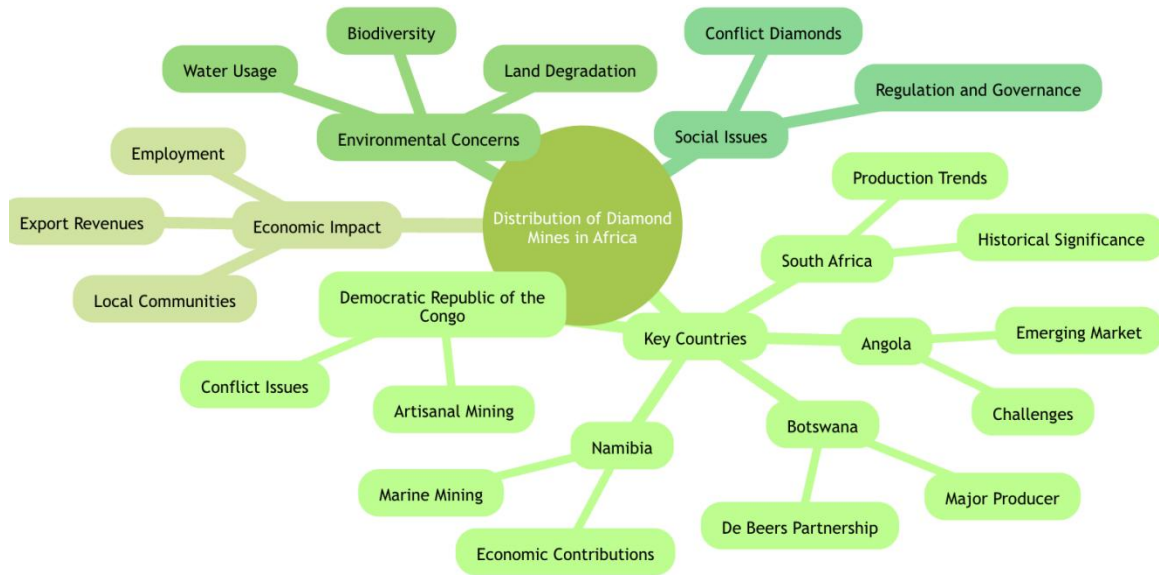 Distribution of Diamond
Mines in Africa
Environmental Concerns
Water Usage
Biodiversity
Land Degradation
Social Issues
Conflict Diamonds
Regulation and Governance
Economic Impact
Employment
Export Revenues
Local Communities
Key Countries
South Africa
Production Trends
Historical Significance
Angola
Emerging Market
Challenges
Botswana
Major Producer
De Beers Partnership
Namibia
Marine Mining
Economic Contributions
Democratic Republic of the
Congo
Conflict Issues
Artisanal Mining